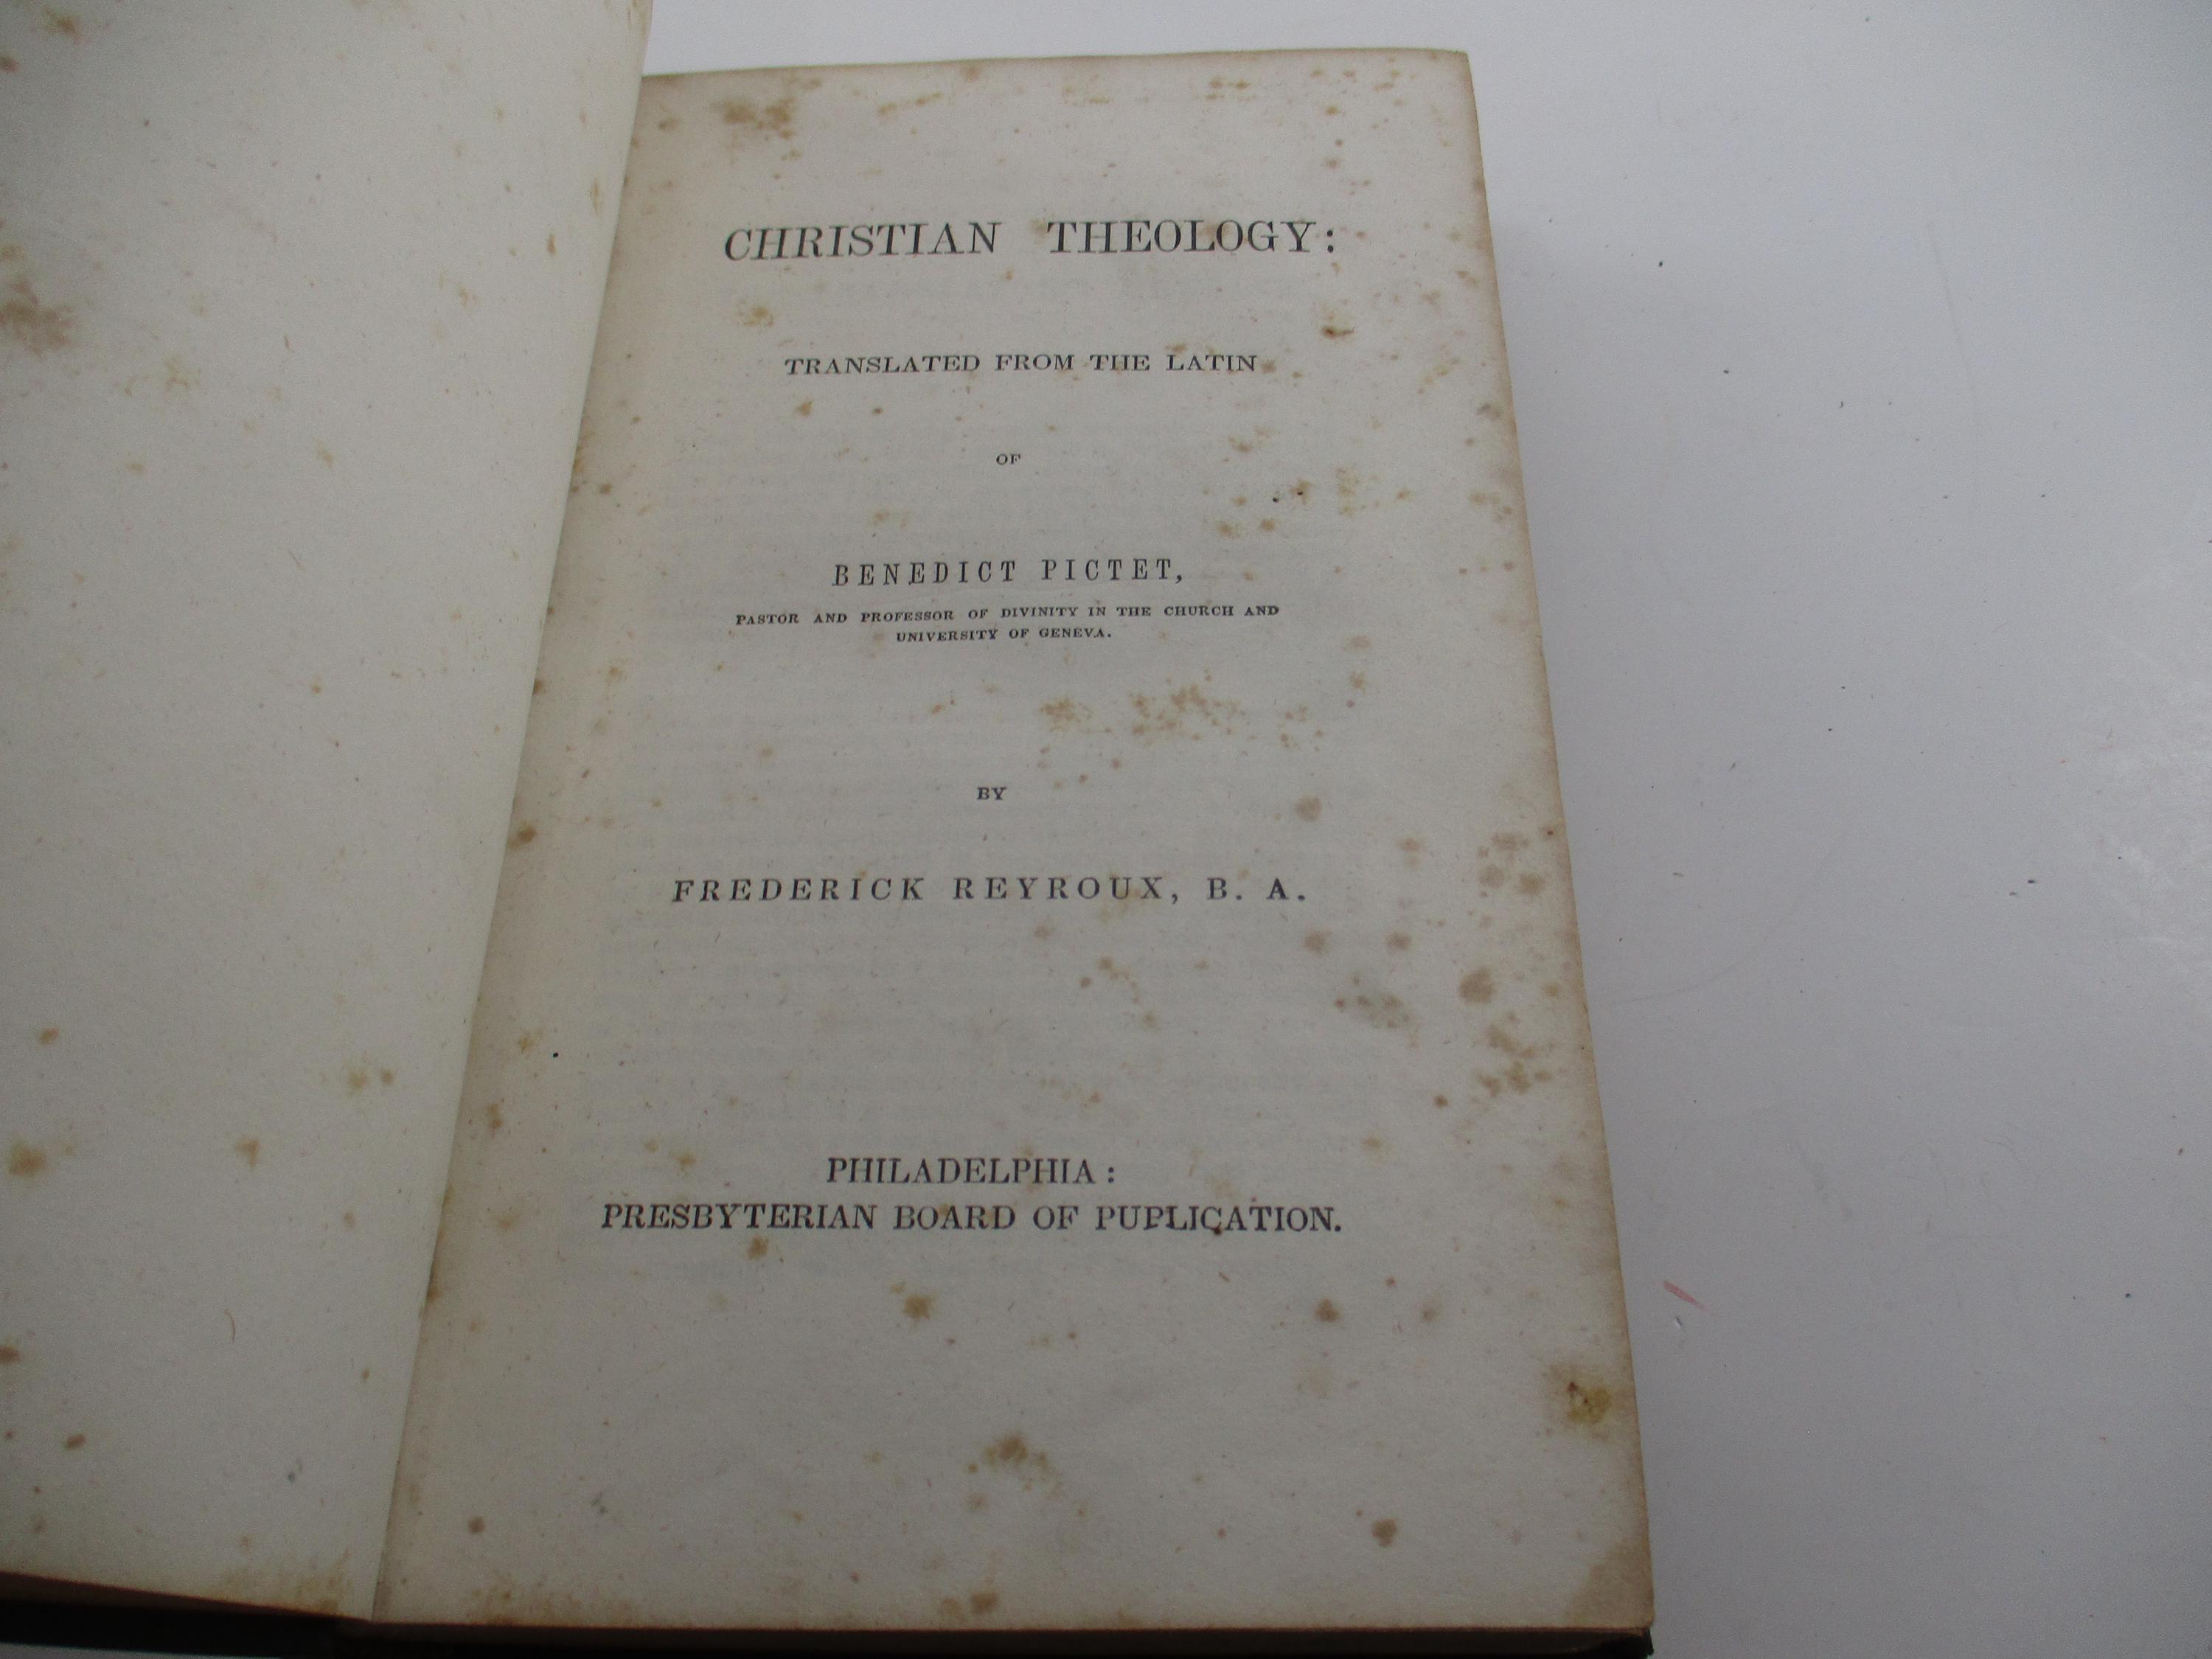 CHRISTIAN THEOLOGY:
TRANSLATED FROM THE LATIN
OF
BENEDICT PICTET,
PASTOR AND PROFESSOR OF DIVINITY IN THE CHURCH AND
UNIVERSITY OF GENEVA.
BY
FREDERICK REYROUX, B. A.
PHILADELPHIA:
PRESBYTERIAN BOARD OF PUPLICATION.